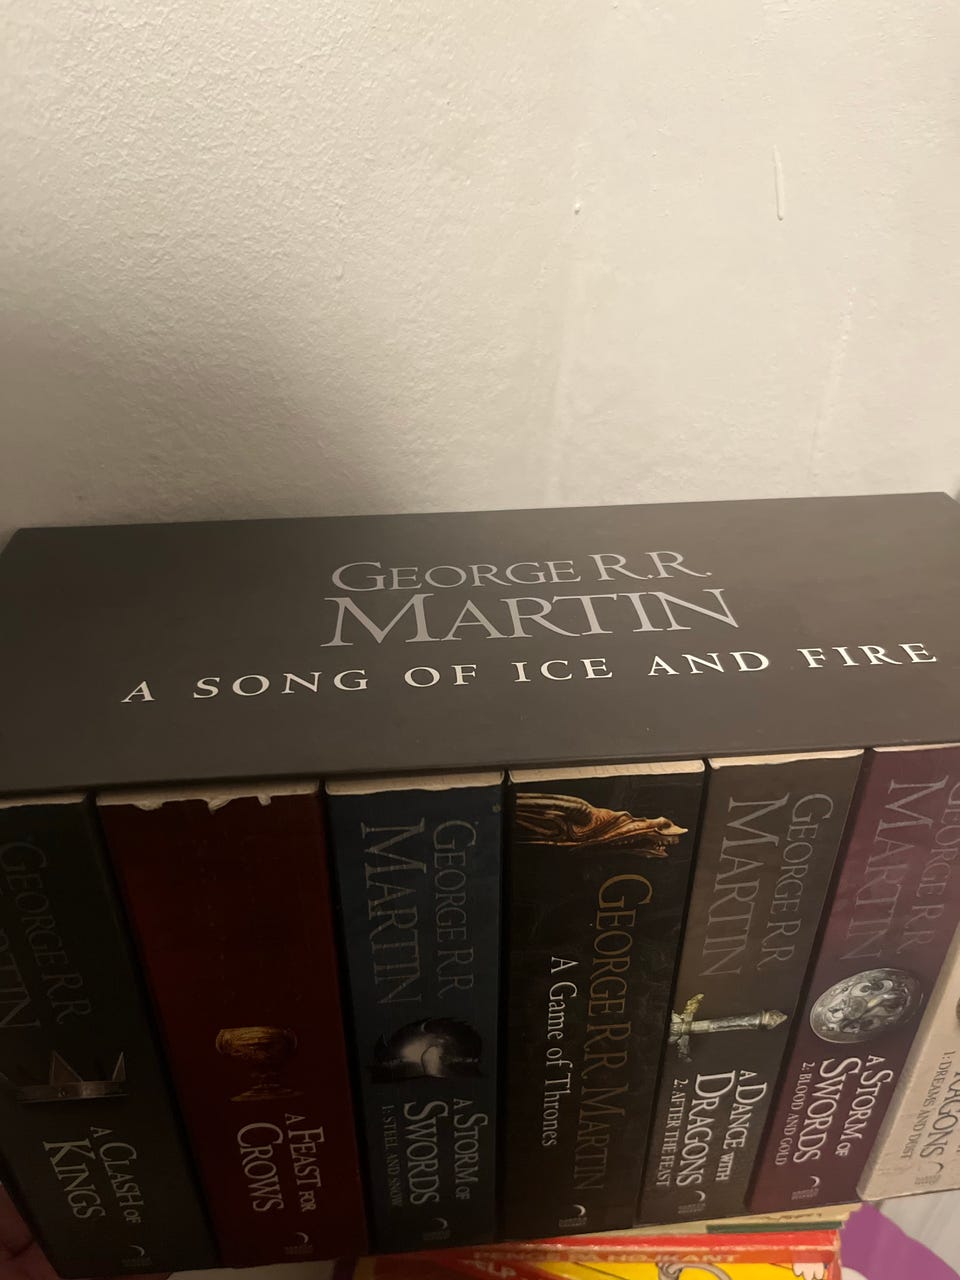 GEORGE R.R.
MARTIN
A SONG OF ICE AND FIRE
GEORGE R.R.
MARTIN
A CLASH OF
KINGS
A FEAST FOR
CROWS
GEORGE R.R.
MARTIN
A STORM OF
SWORDS
1: STEEL AND SNOW
GEORGE R.R. MARTIN
A Game of Thrones
GEORGE R.R.
MARTIN
A DANCE WITH
DRAGONS
2: AFTER THE FEAST
GEORGE R.R.
MARTIN
A STORM OF
SWORDS
2: BLOOD AND GOLD
DRAGONS
1: DREAMS AND DUST